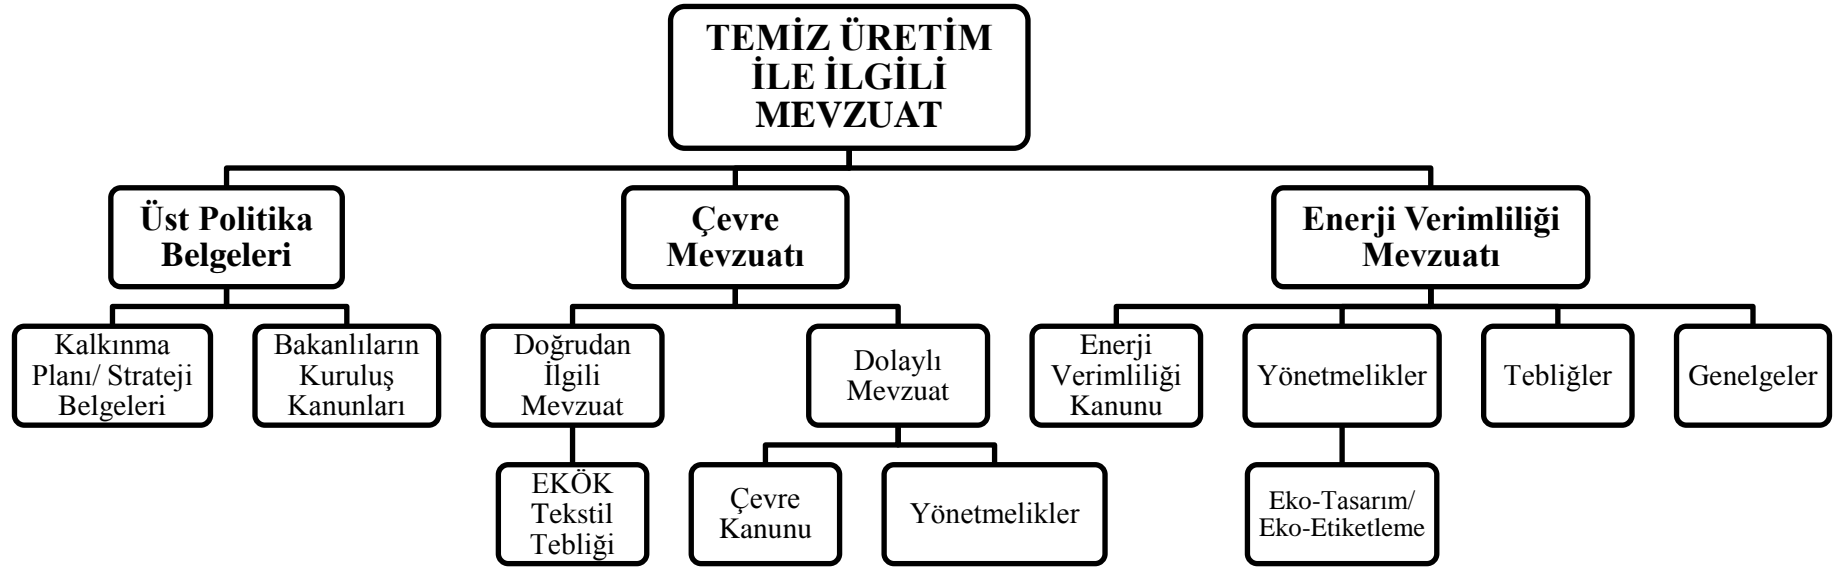 TEMİZ ÜRETİM
İLE İLGİLİ
MEVZUAT
Üst Politika
Belgeleri
Çevre
Mevzuatı
Enerji Verimliliği
Mevzuatı
Kalkınma
Planı/ Strateji
Belgeleri
Bakanlıların
Kuruluş
Kanunları
Doğrudan
İlgili
Mevzuat
Dolaylı
Mevzuat
Enerji
Verimliliği
Kanunu
Yönetmelikler
Tebliğler
Genelgeler
EKÖK
Tekstil
Tebliği
Çevre
Kanunu
Yönetmelikler
Eko-Tasarım/
Eko-Etiketleme